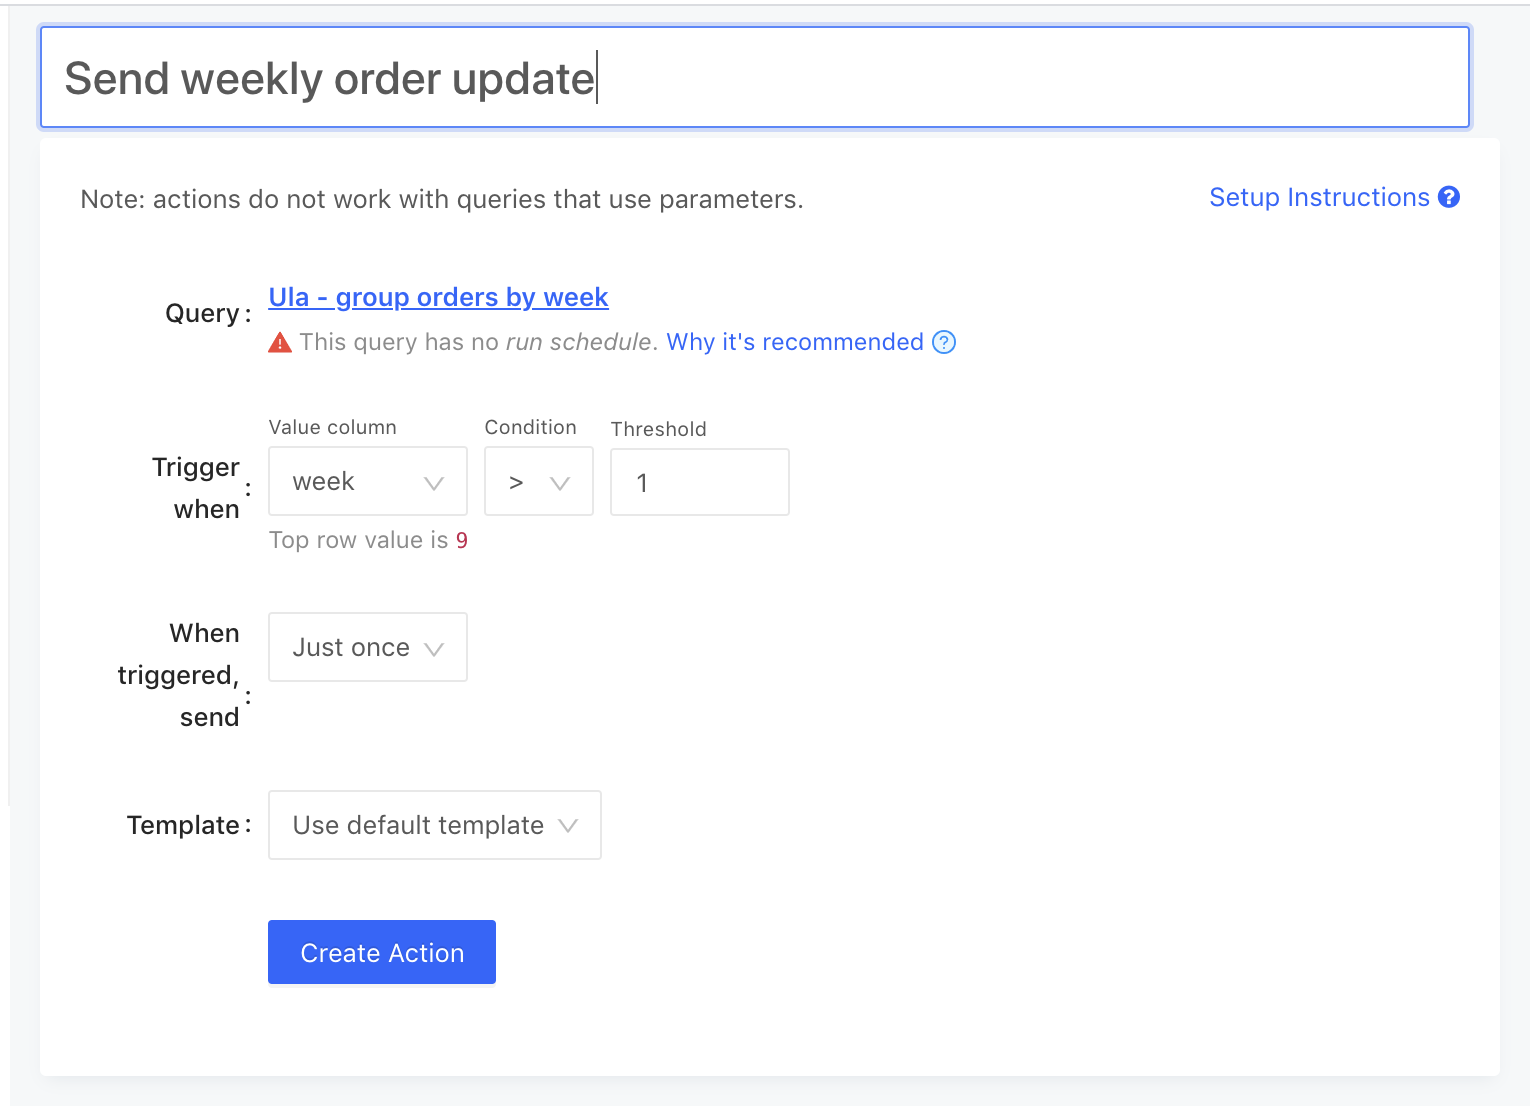 Send weekly order update
Note: actions do not work with queries that use parameters.
Setup Instructions ?
Query: Ula - group orders by week
This query has no run schedule. Why it's recommended ?
Value column Condition Threshold
Trigger when : week > 1
Top row value is 9
When triggered, send : Just once
Template: Use default template
Create Action